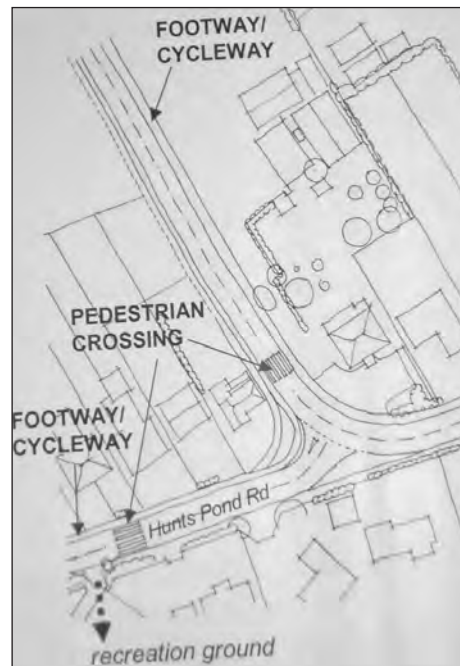 FOOTWAY/
CYCLEWAY
PEDESTRIAN
CROSSING
FOOTWAY/
CYCLEWAY
Hunts Pond Rd
recreation ground